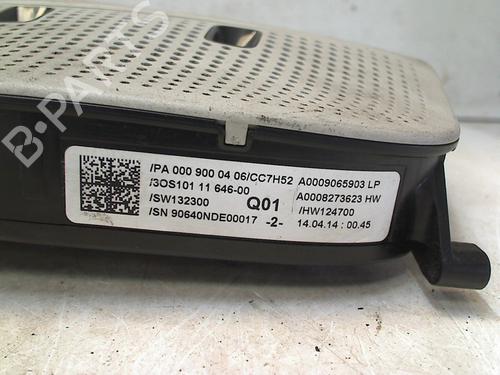 B-PARTS
/PA 000 900 04 06/CC7H52 A0009065903 LP
/3OS101 11 646-00 A0008273623 HW
/SW132300 Q01 /HW124700
/SN 90640NDE00017 -2- 14.04.14 : 00.45